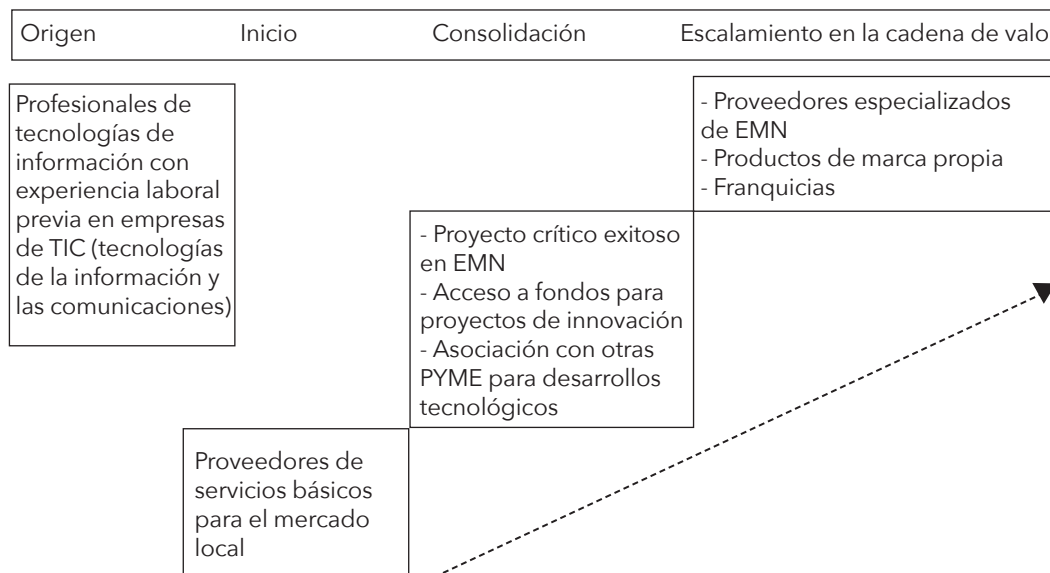 Origen
Inicio
Consolidación
Escalamiento en la cadena de valo
Profesionales de
tecnologías de
información con
experiencia laboral
previa en empresas
de TIC (tecnologías
de la información y
las comunicaciones)
Proveedores de
servicios básicos
para el mercado
local
- Proyecto crítico exitoso
en EMN
- Acceso a fondos para
proyectos de innovación
- Asociación con otras
PYME para desarrollos
tecnológicos
- Proveedores especializados
de EMN
- Productos de marca propia
- Franquicias